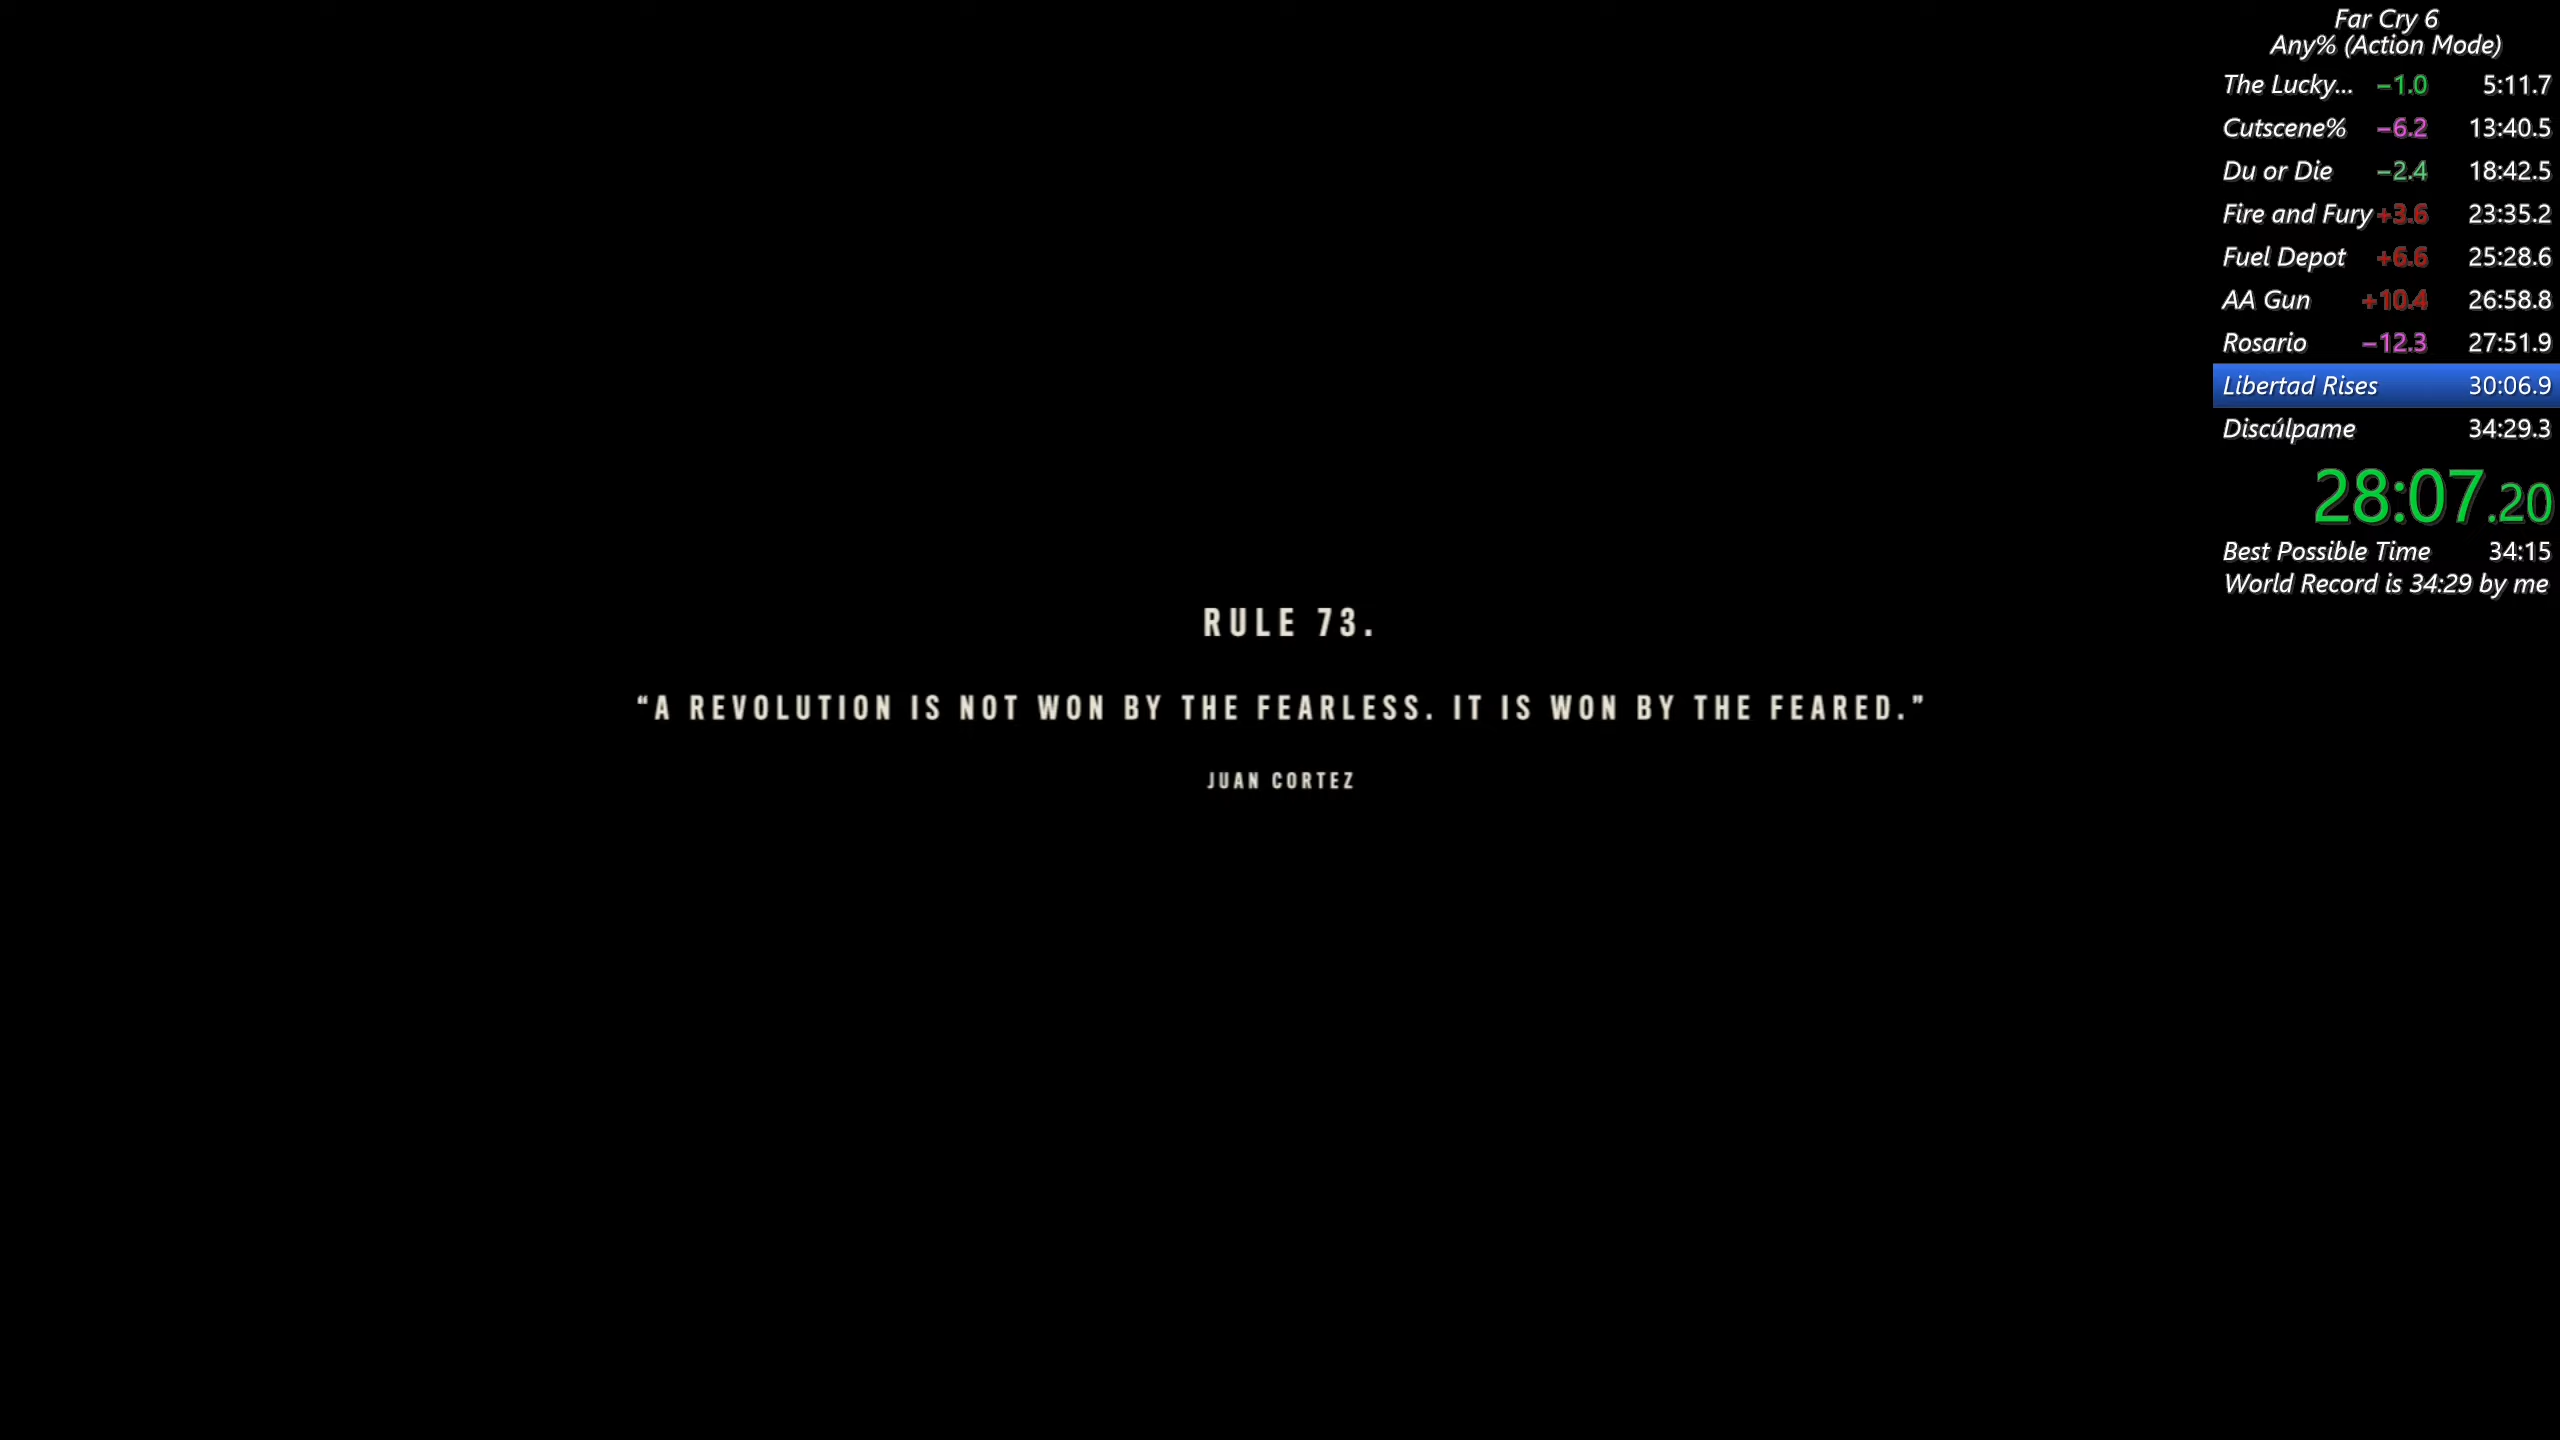 Far Cry 6
Any% (Action Mode)
The Lucky... −1.0 5:11.7
Cutscene% −6.2 13:40.5
Du or Die −2.4 18:42.5
Fire and Fury +3.6 23:35.2
Fuel Depot +6.6 25:28.6
AA Gun +10.4 26:58.8
Rosario −12.3 27:51.9
Libertad Rises 30:06.9
Discúlpame 34:29.3
28:07.20
Best Possible Time 34:15
World Record is 34:29 by me
RULE 73.
“A REVOLUTION IS NOT WON BY THE FEARLESS. IT IS WON BY THE FEARED.”
JUAN CORTEZ